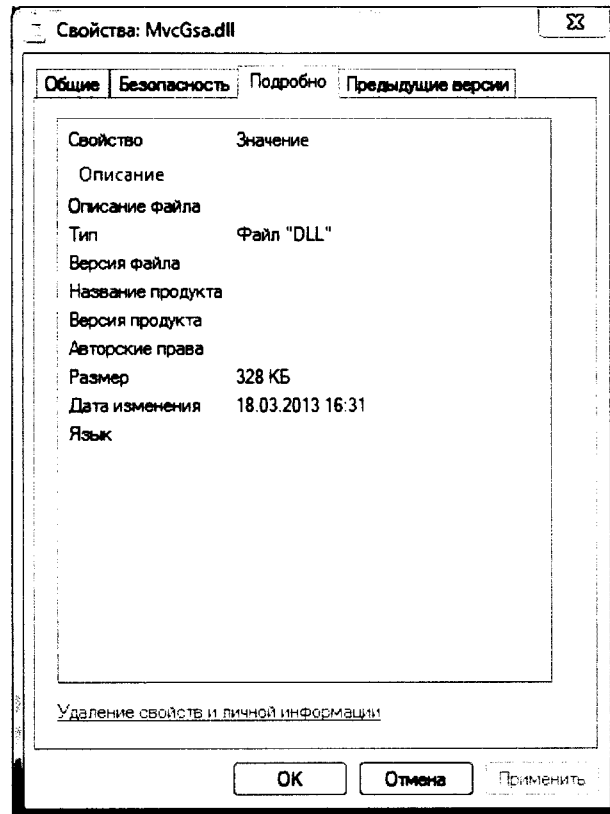 Свойства: MvcGsa.dll
Общие Безопасность Подробно Предыдущие версии
Свойство Значение
Описание
Описание файла
Тип Файл "DLL"
Версия файла
Название продукта
Версия продукта
Авторские права
Размер 328 КБ
Дата изменения 18.03.2013 16:31
Язык
Удаление свойств и личной информации
OK Отмена Применить